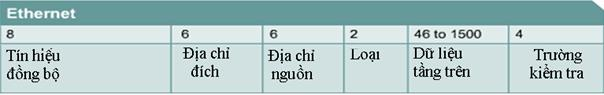 Ethernet
8 6 6 2 46 to 1500 4
Tín hiệu Địa chỉ Địa chỉ Loại Dữ liệu Trường
đồng bộ đích nguồn tầng trên kiểm tra